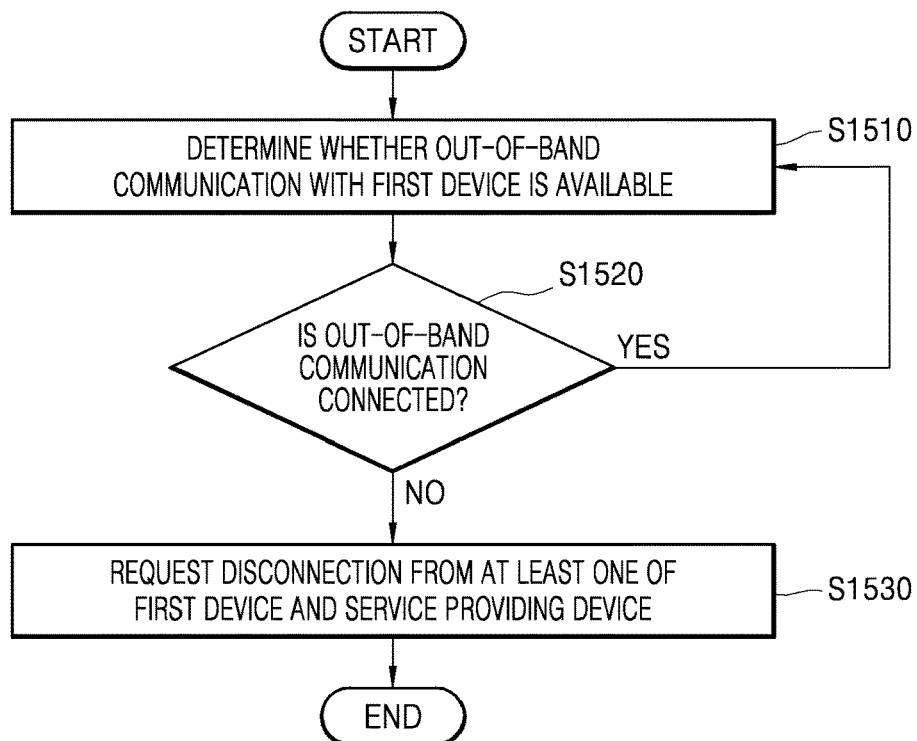 START
DETERMINE WHETHER OUT-OF-BAND
COMMUNICATION WITH FIRST DEVICE IS AVAILABLE
S1510
S1520
IS OUT-OF-BAND
COMMUNICATION
CONNECTED?
YES
NO
REQUEST DISCONNECTION FROM AT LEAST ONE OF
FIRST DEVICE AND SERVICE PROVIDING DEVICE
S1530
END